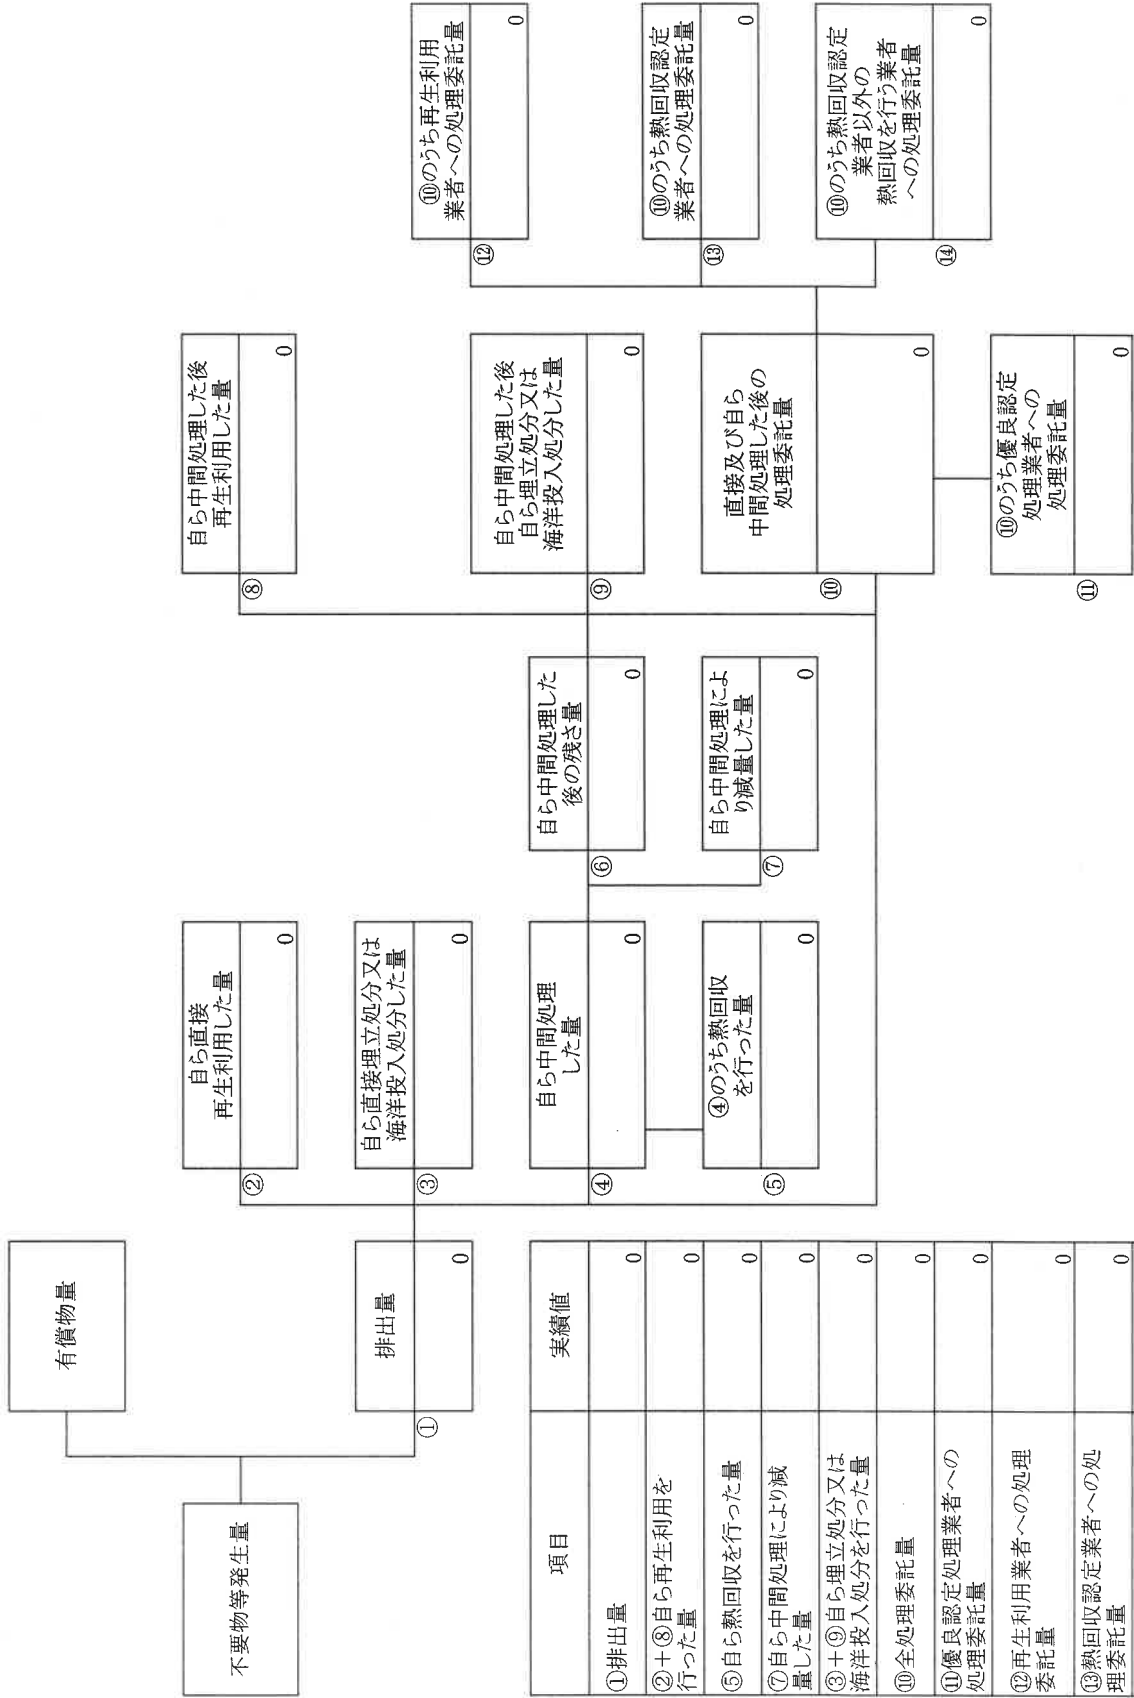 不要物等発生量
有償物量
①
排出量
0
②
自ら直接
再生利用した量
0
③
自ら直接埋立処分又は
海洋投入処分した量
0
④
自ら中間処理
した量
0
⑤
④のうち熱回収
を行った量
0
⑥
自ら中間処理した
後の残さ量
0
⑦
自ら中間処理によ
り減量した量
0
⑧
自ら中間処理した後
再生利用した量
0
⑨
自ら中間処理した後
自ら埋立処分又は
海洋投入処分した量
0
⑩
直接及び自ら
中間処理した後の
処理委託量
0
⑪
⑩のうち優良認定
処理業者への
処理委託量
0
⑫
⑩のうち再生利用
業者への処理委託量
0
⑬
⑩のうち熱回収認定
業者への処理委託量
0
⑭
⑩のうち熱回収認定
業者以外の
熱回収を行う業者
への処理委託量
0
項目 実績値
①排出量 0
②+⑧自ら再生利用を
行った量 0
⑤自ら熱回収を行った量 0
⑦自ら中間処理により減
量した量 0
③+⑨自ら埋立処分又は
海洋投入処分を行った量 0
⑩全処理委託量 0
⑪優良認定処理業者への
処理委託量 0
⑫再生利用業者への処理
委託量 0
⑬熱回収認定業者への処
理委託量 0